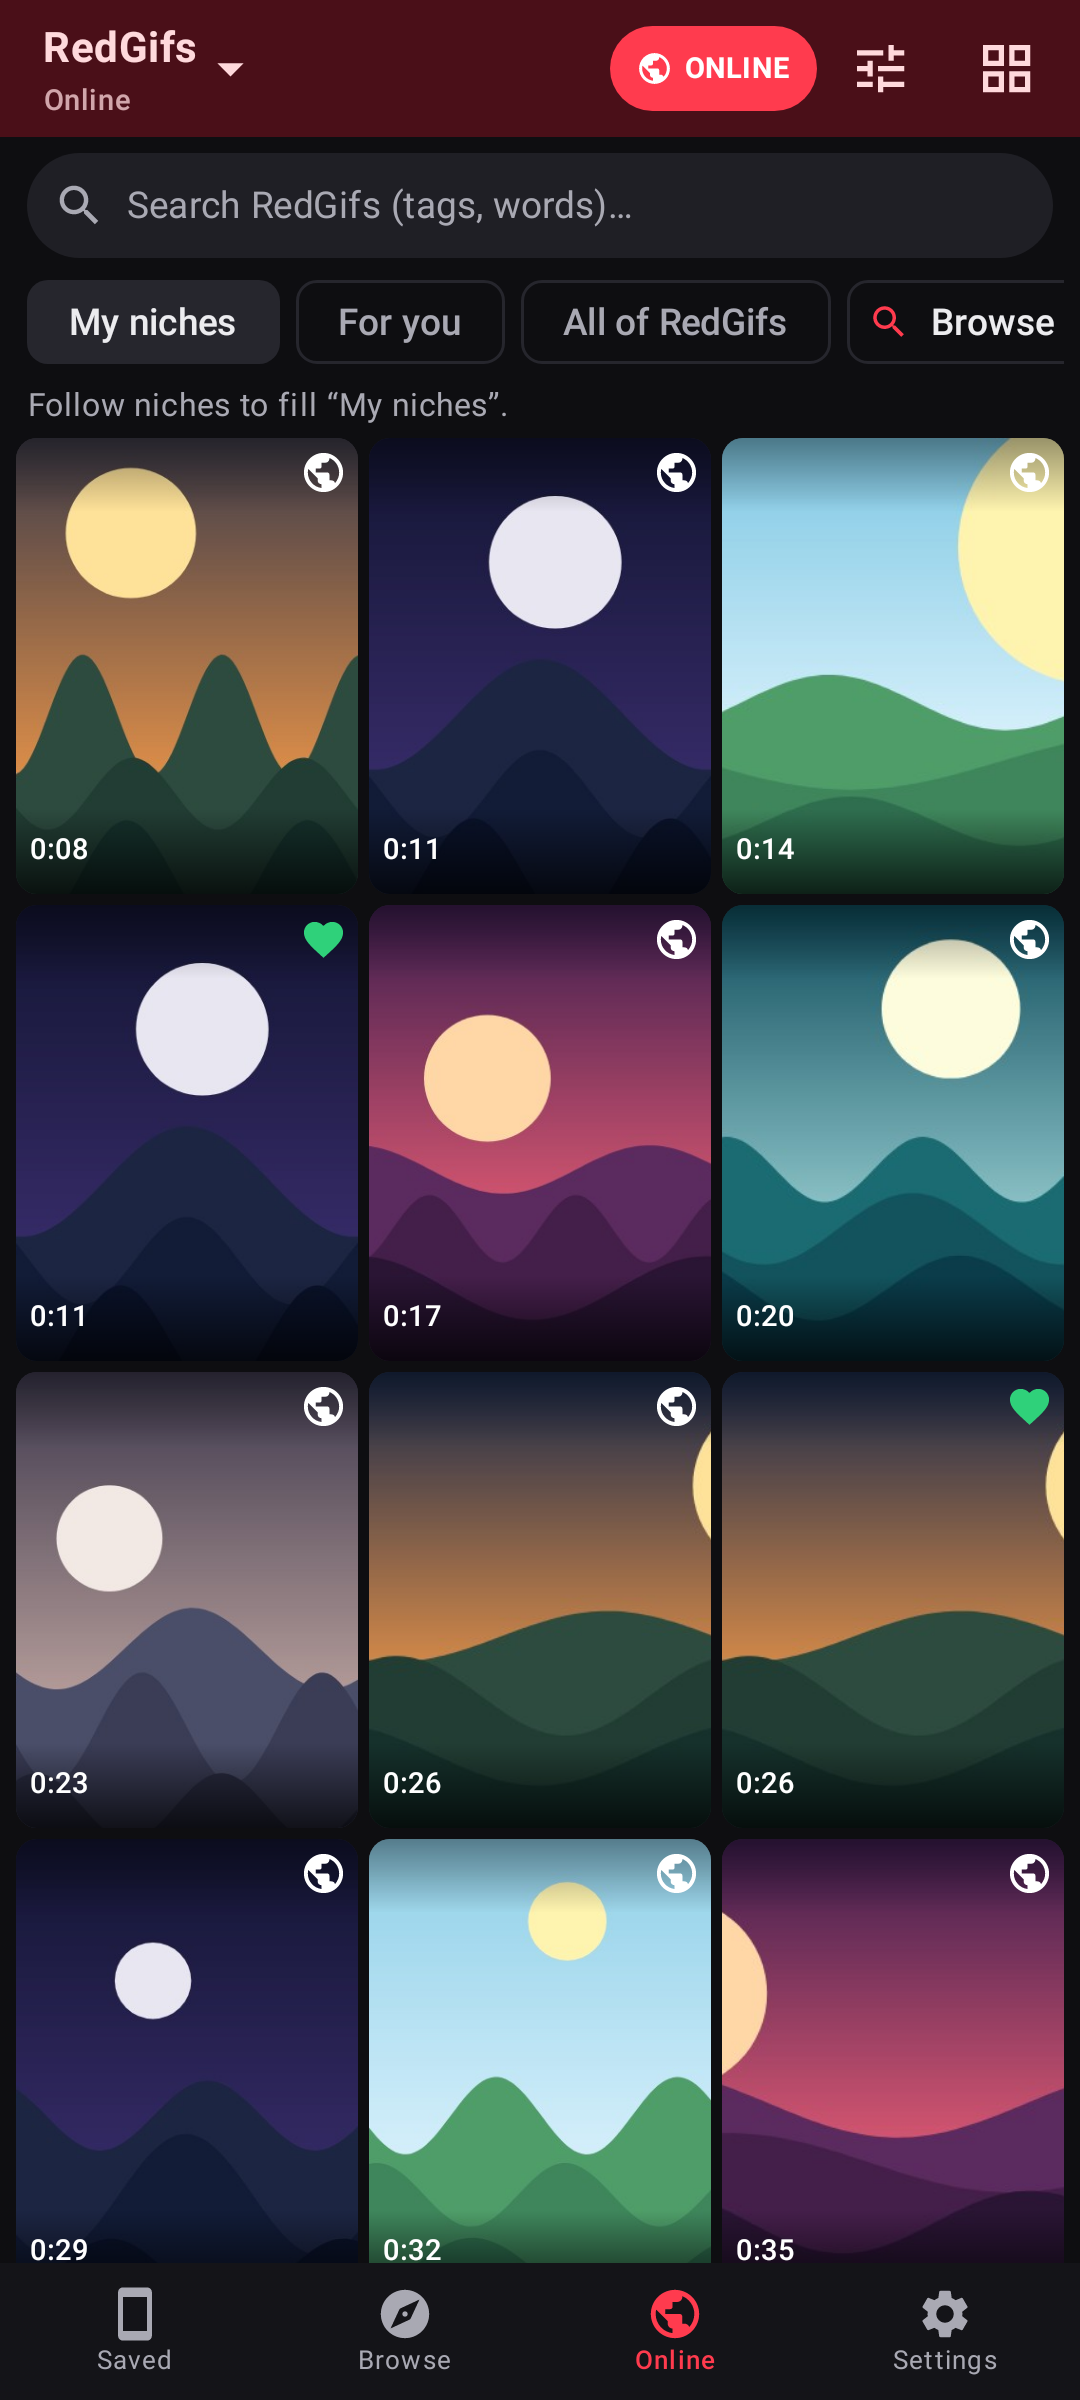 RedGifs
Online
ONLINE
Search RedGifs (tags, words)…
My niches
For you
All of RedGifs
Browse
Follow niches to fill “My niches”.
0:08
0:11
0:14
0:11
0:17
0:20
0:23
0:26
0:26
0:29
0:32
0:35
Saved
Browse
Online
Settings